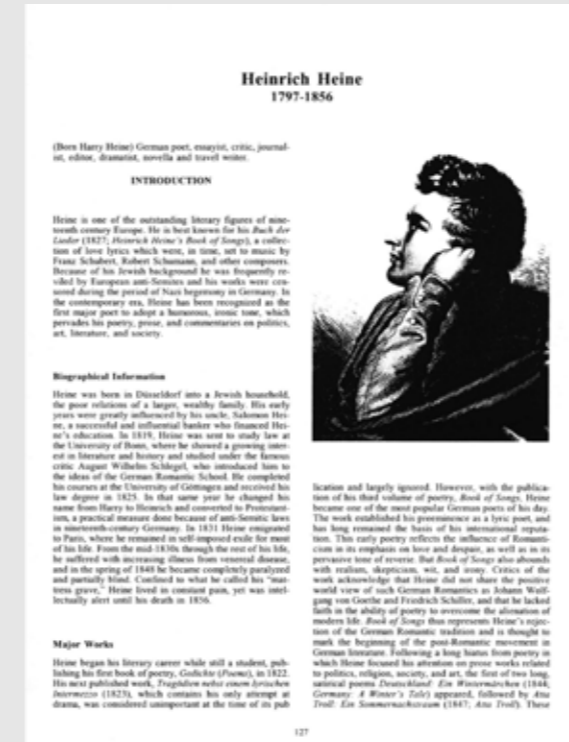 Heinrich Heine
1797-1856
(Born Harry Heine) German poet, essayist, critic, journal-
ist, editor, dramatist, novella and travel writer.
INTRODUCTION
Heine is one of the outstanding literary figures of nine-
teenth century Europe. He is best known for his Buch der
Lieder (1827; Heinrich Heine's Book of Songs), a collec-
tion of love lyrics which were, in time, set to music by
Franz Schubert, Robert Schumann, and other composers.
Because of his Jewish background he was frequently re-
viled by European anti-Semites and his works were cen-
sored during the period of Nazi hegemony in Germany. In
the contemporary era, Heine has been recognized as the
first major poet to adopt a humorous, ironic tone, which
pervades his poetry, prose, and commentaries on politics,
art, literature, and society.
Biographical Information
Heine was born in Düsseldorf into a Jewish household,
the poor relations of a larger, wealthy family. His early
years were greatly influenced by his uncle, Salomon Hei-
ne, a successful and influential banker who financed Hei-
ne's education. In 1819, Heine was sent to study law at
the University of Bonn, where he showed a growing inter-
est in literature and history and studied under the famous
critic August Wilhelm Schlegel, who introduced him to
the ideas of the German Romantic School. He completed
his courses at the University of Göttingen and received his
law degree in 1825. In that same year he changed his
name from Harry to Heinrich and converted to Protestant-
ism, a practical measure done because of anti-Semitic laws
in nineteenth-century Germany. In 1831 Heine emigrated
to Paris, where he remained in self-imposed exile for most
of his life. From the mid-1830s through the rest of his life,
he suffered with increasing illness from venereal disease,
and in the spring of 1848 he became completely paralyzed
and partially blind. Confined to what he called his "mat-
tress grave," Heine lived in constant pain, yet was intel-
lectually alert until his death in 1856.
Major Works
Heine began his literary career while still a student, pub-
lishing his first book of poetry, Gedichte (Poems), in 1822.
His next published work, Tragödien nebst einem lyrischen
Intermezzo (1823), which contains his only attempt at
drama, was considered unimportant at the time of its pub
lication and largely ignored. However, with the publica-
tion of his third volume of poetry, Book of Songs, Heine
became one of the most popular German poets of his day.
The work established his preeminence as a lyric poet, and
has long remained the basis of his international reputa-
tion. This early poetry reflects the influence of Romanti-
cism in its emphasis on love and despair, as well as in its
pervasive tone of reverie. But Book of Songs also abounds
with realism, skepticism, wit, and irony. Critics of the
work acknowledge that Heine did not share the positive
world view of such German Romantics as Johann Wolf-
gang von Goethe and Friedrich Schiller, and that he lacked
faith in the ability of poetry to overcome the alienation of
modern life. Book of Songs thus represents Heine's rejec-
tion of the German Romantic tradition and is thought to
mark the beginning of the post-Romantic movement in
German literature. Following a long hiatus from poetry in
which Heine focused his attention on prose works related
to politics, religion, society, and art, the first of two long,
satirical poems Deutschland: Ein Wintermärchen (1844;
Germany: A Winter's Tale) appeared, followed by Atta
Troll: Ein Sommernachtstraum (1847; Atta Troll). These
127